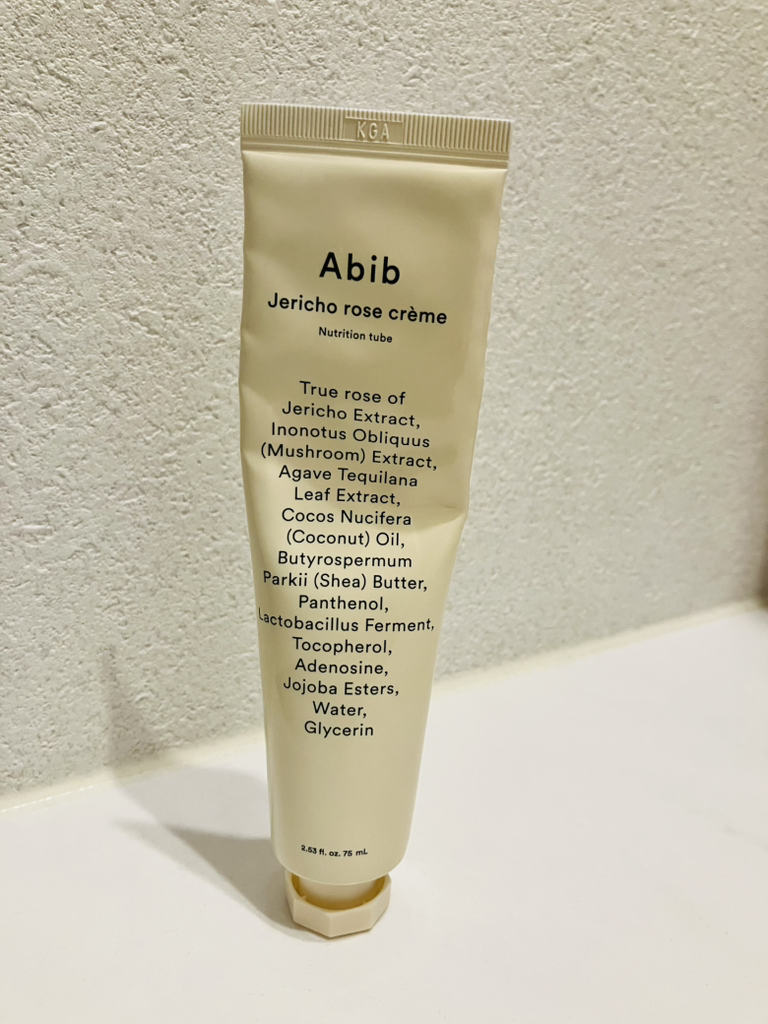 KGA
Abib
Jericho rose crème
Nutrition tube
True rose of
Jericho Extract,
Inonotus Obliquus
(Mushroom) Extract,
Agave Tequilana
Leaf Extract,
Cocos Nucifera
(Coconut) Oil,
Butyrospermum
Parkii (Shea) Butter,
Panthenol,
Lactobacillus Ferment,
Tocopherol,
Adenosine,
Jojoba Esters,
Water,
Glycerin
2.53 fl. oz. 75 mL